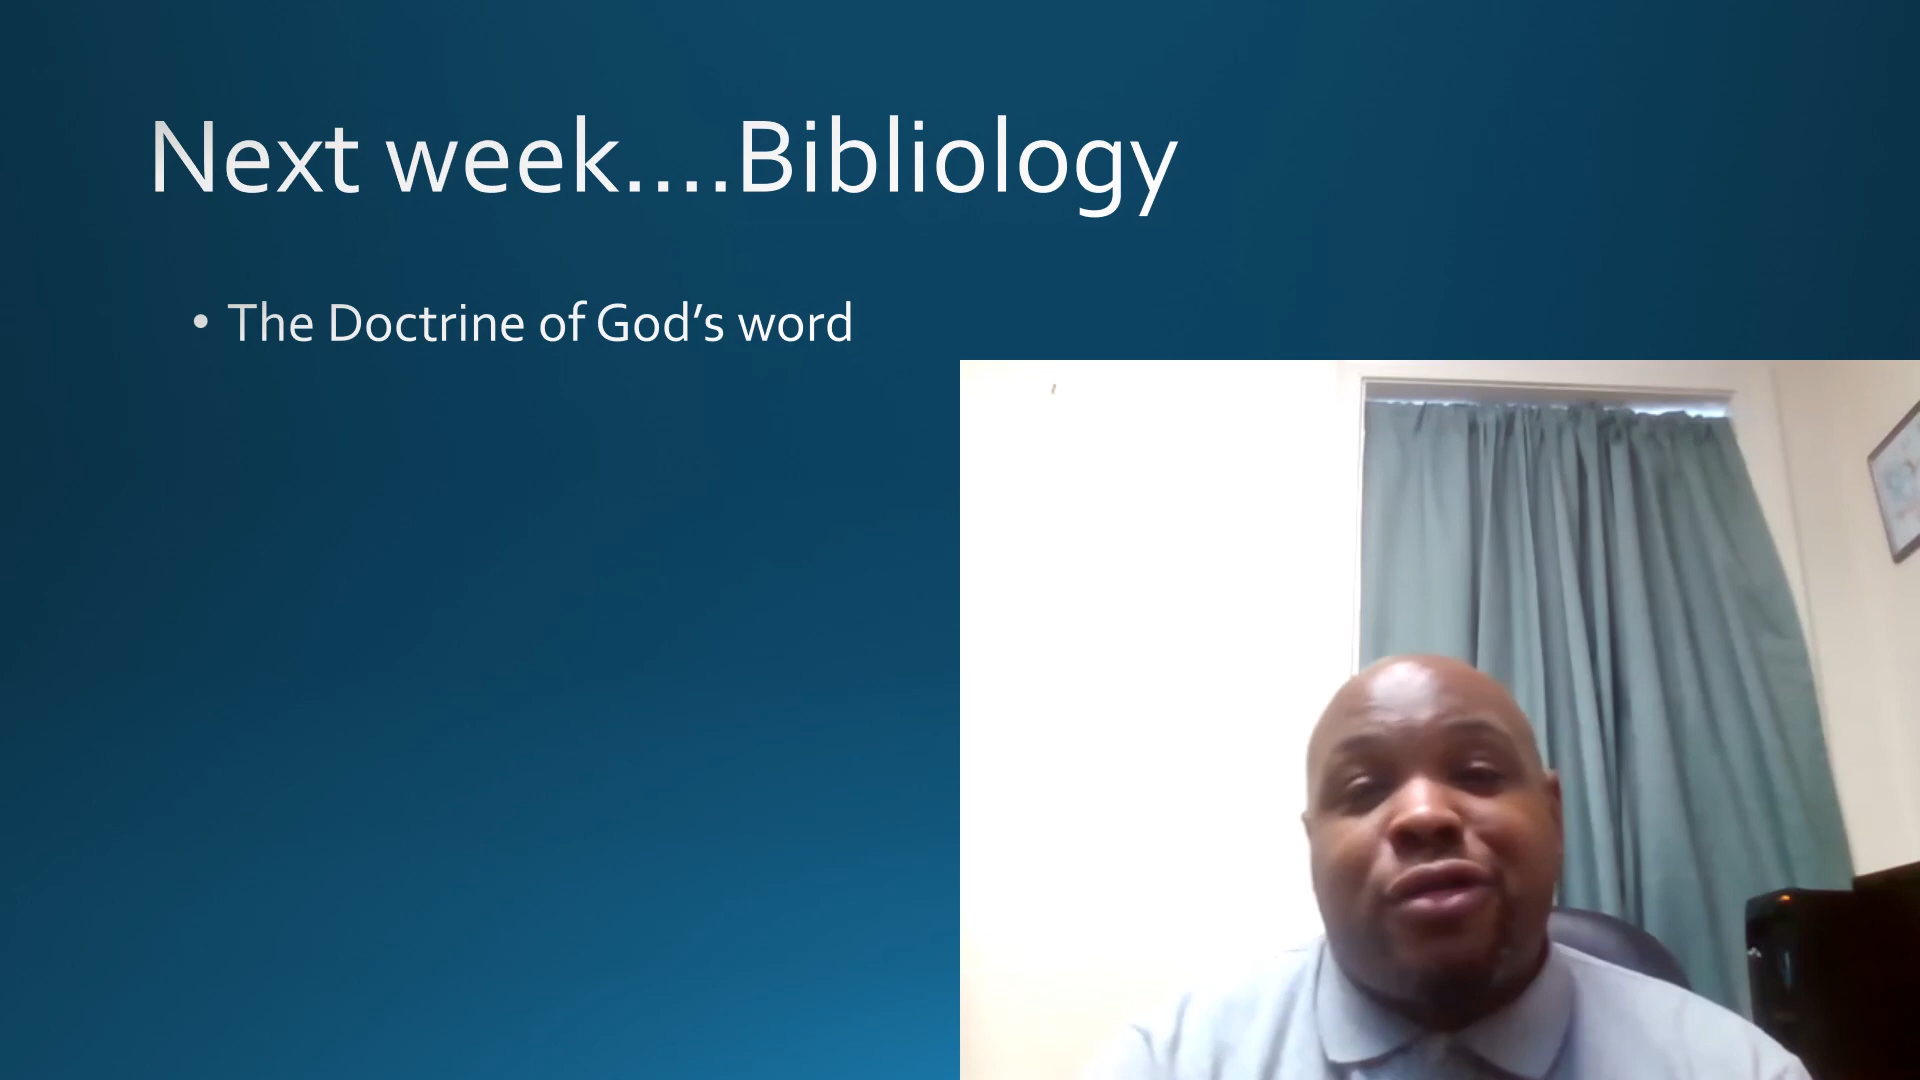 Next week....Bibliology
• The Doctrine of God’s word